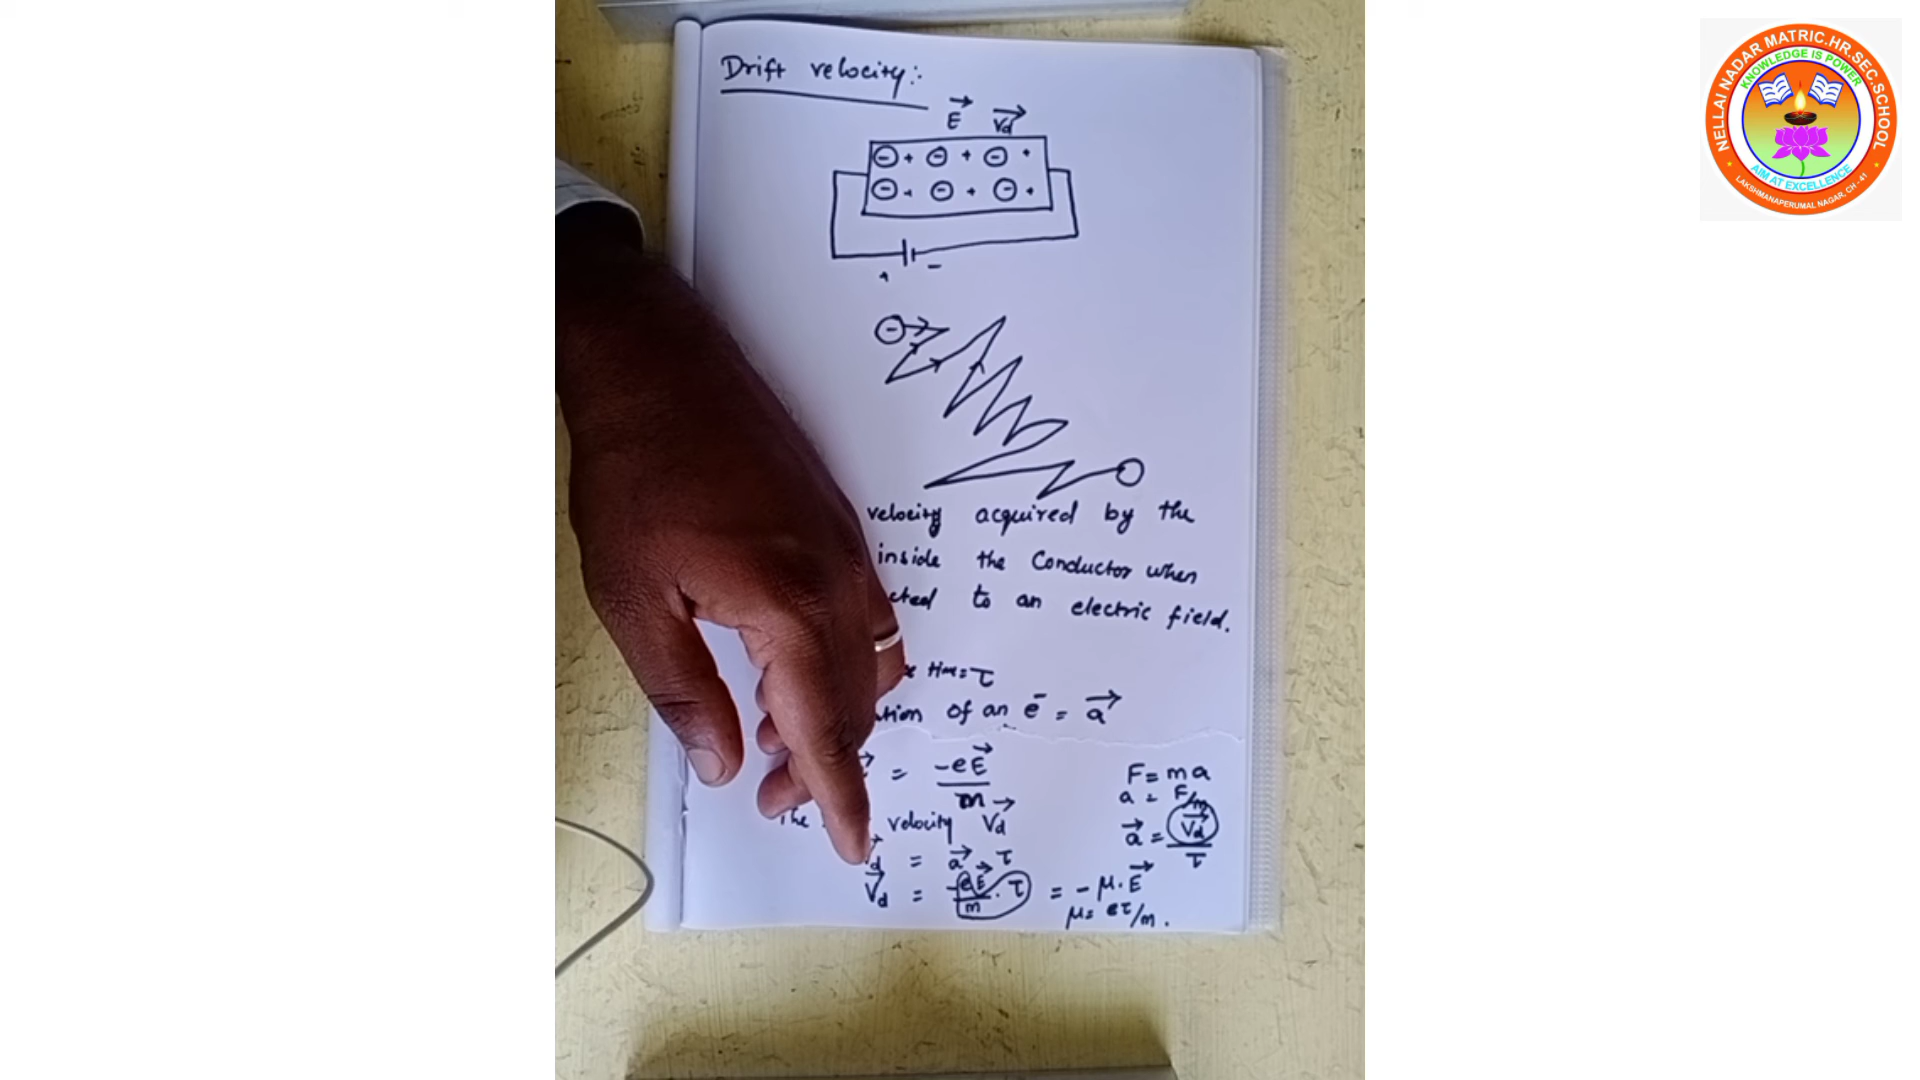 Drift velocity:
E Vd
- + - + - +
- + - + - +
+ -
-
velocity acquired by the
inside the Conductor when
to an electric field.
time = τ
of an e⁻ = a
= -eE/m
F = ma
a = F/m
The velocity Vd
a = Vd/τ
d = a τ
Vd = -eE/m . τ = - μ. E
μ = eτ/m.
NELLAI NADAR MATRIC.HR.SEC.SCHOOL
KNOWLEDGE IS POWER
AIM AT EXCELLENCE
LAKSHMANAPERUMAL NAGAR, CH - 41